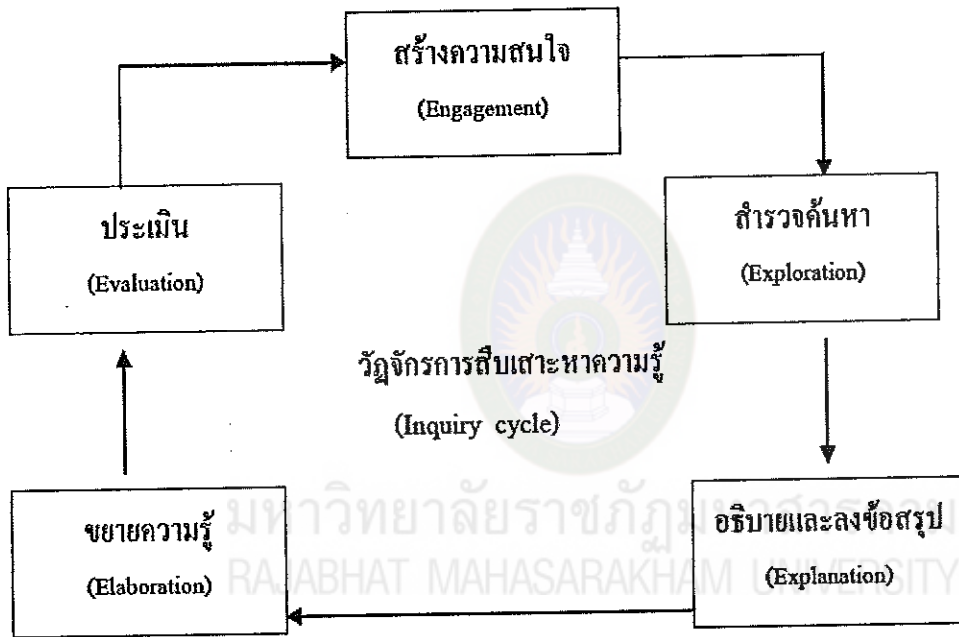 สร้างความสนใจ
(Engagement)
สำรวจค้นหา
(Exploration)
อธิบายและลงข้อสรุป
(Explanation)
ขยายความรู้
(Elaboration)
ประเมิน
(Evaluation)
วัฏจักรการสืบเสาะหาความรู้
(Inquiry cycle)
มหาวิทยาลัยราชภัฏมหาสารคาม
RAJABHAT MAHASARAKHAM UNIVERSITY